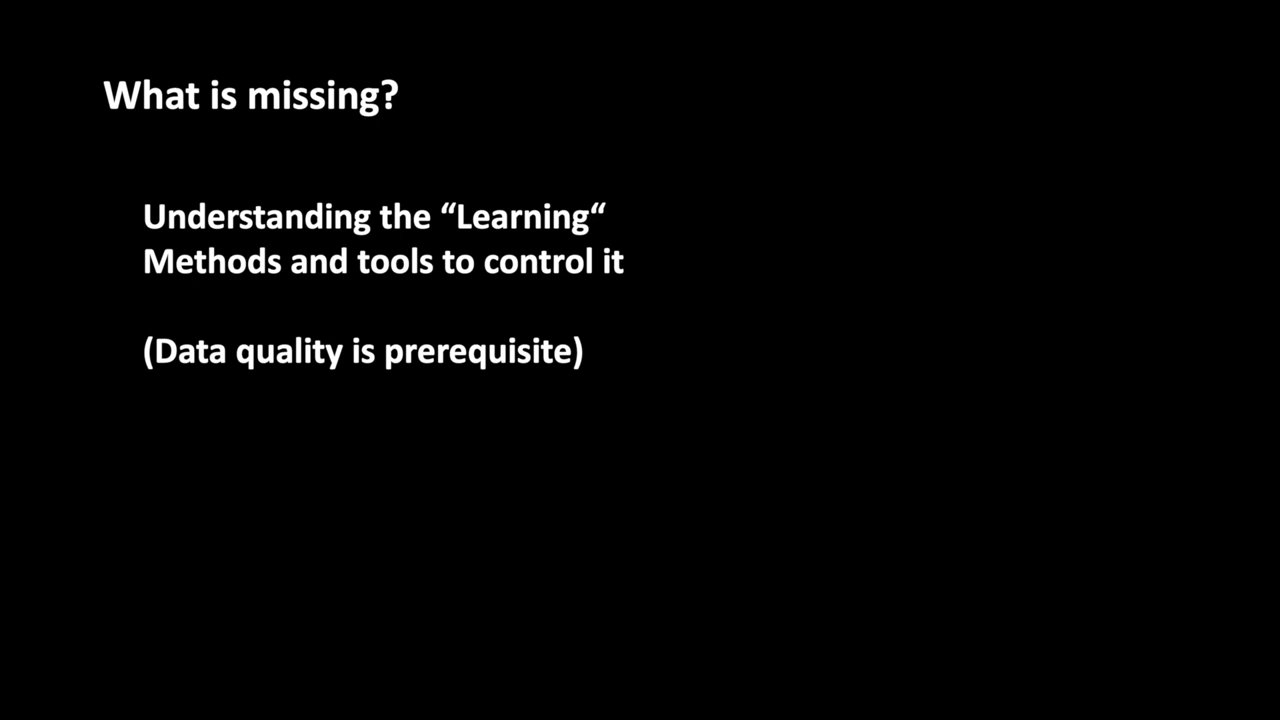 What is missing?
Understanding the “Learning“
Methods and tools to control it
(Data quality is prerequisite)